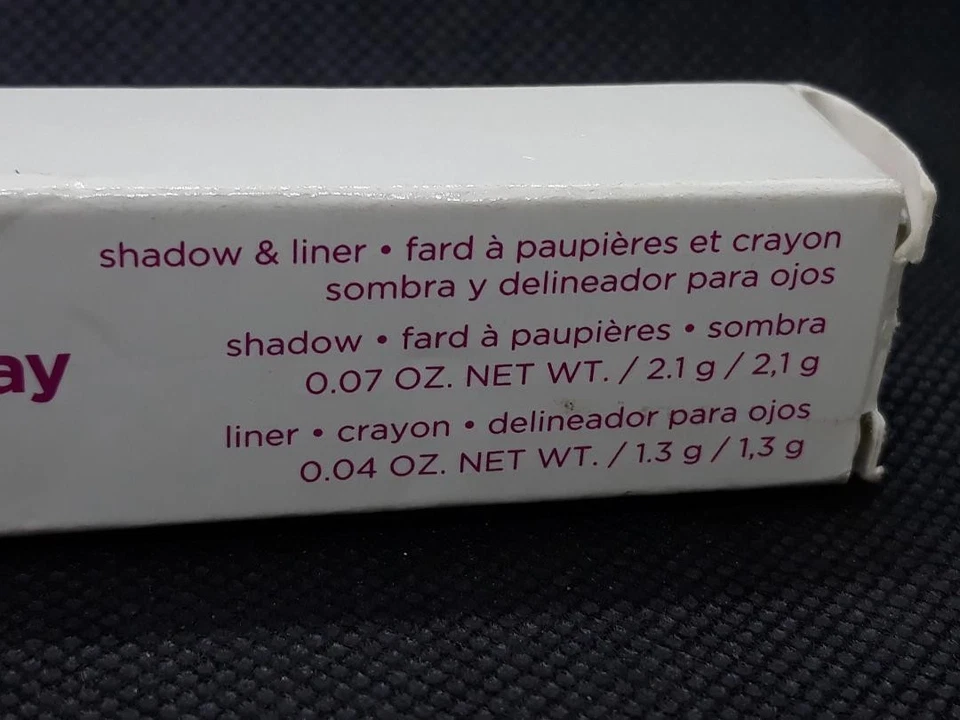 shadow & liner • fard à paupières et crayon
sombra y delineador para ojos
shadow • fard à paupières • sombra
0.07 OZ. NET WT. / 2.1 g / 2,1 g
liner • crayon • delineador para ojos
0.04 OZ. NET WT. / 1.3 g / 1,3 g